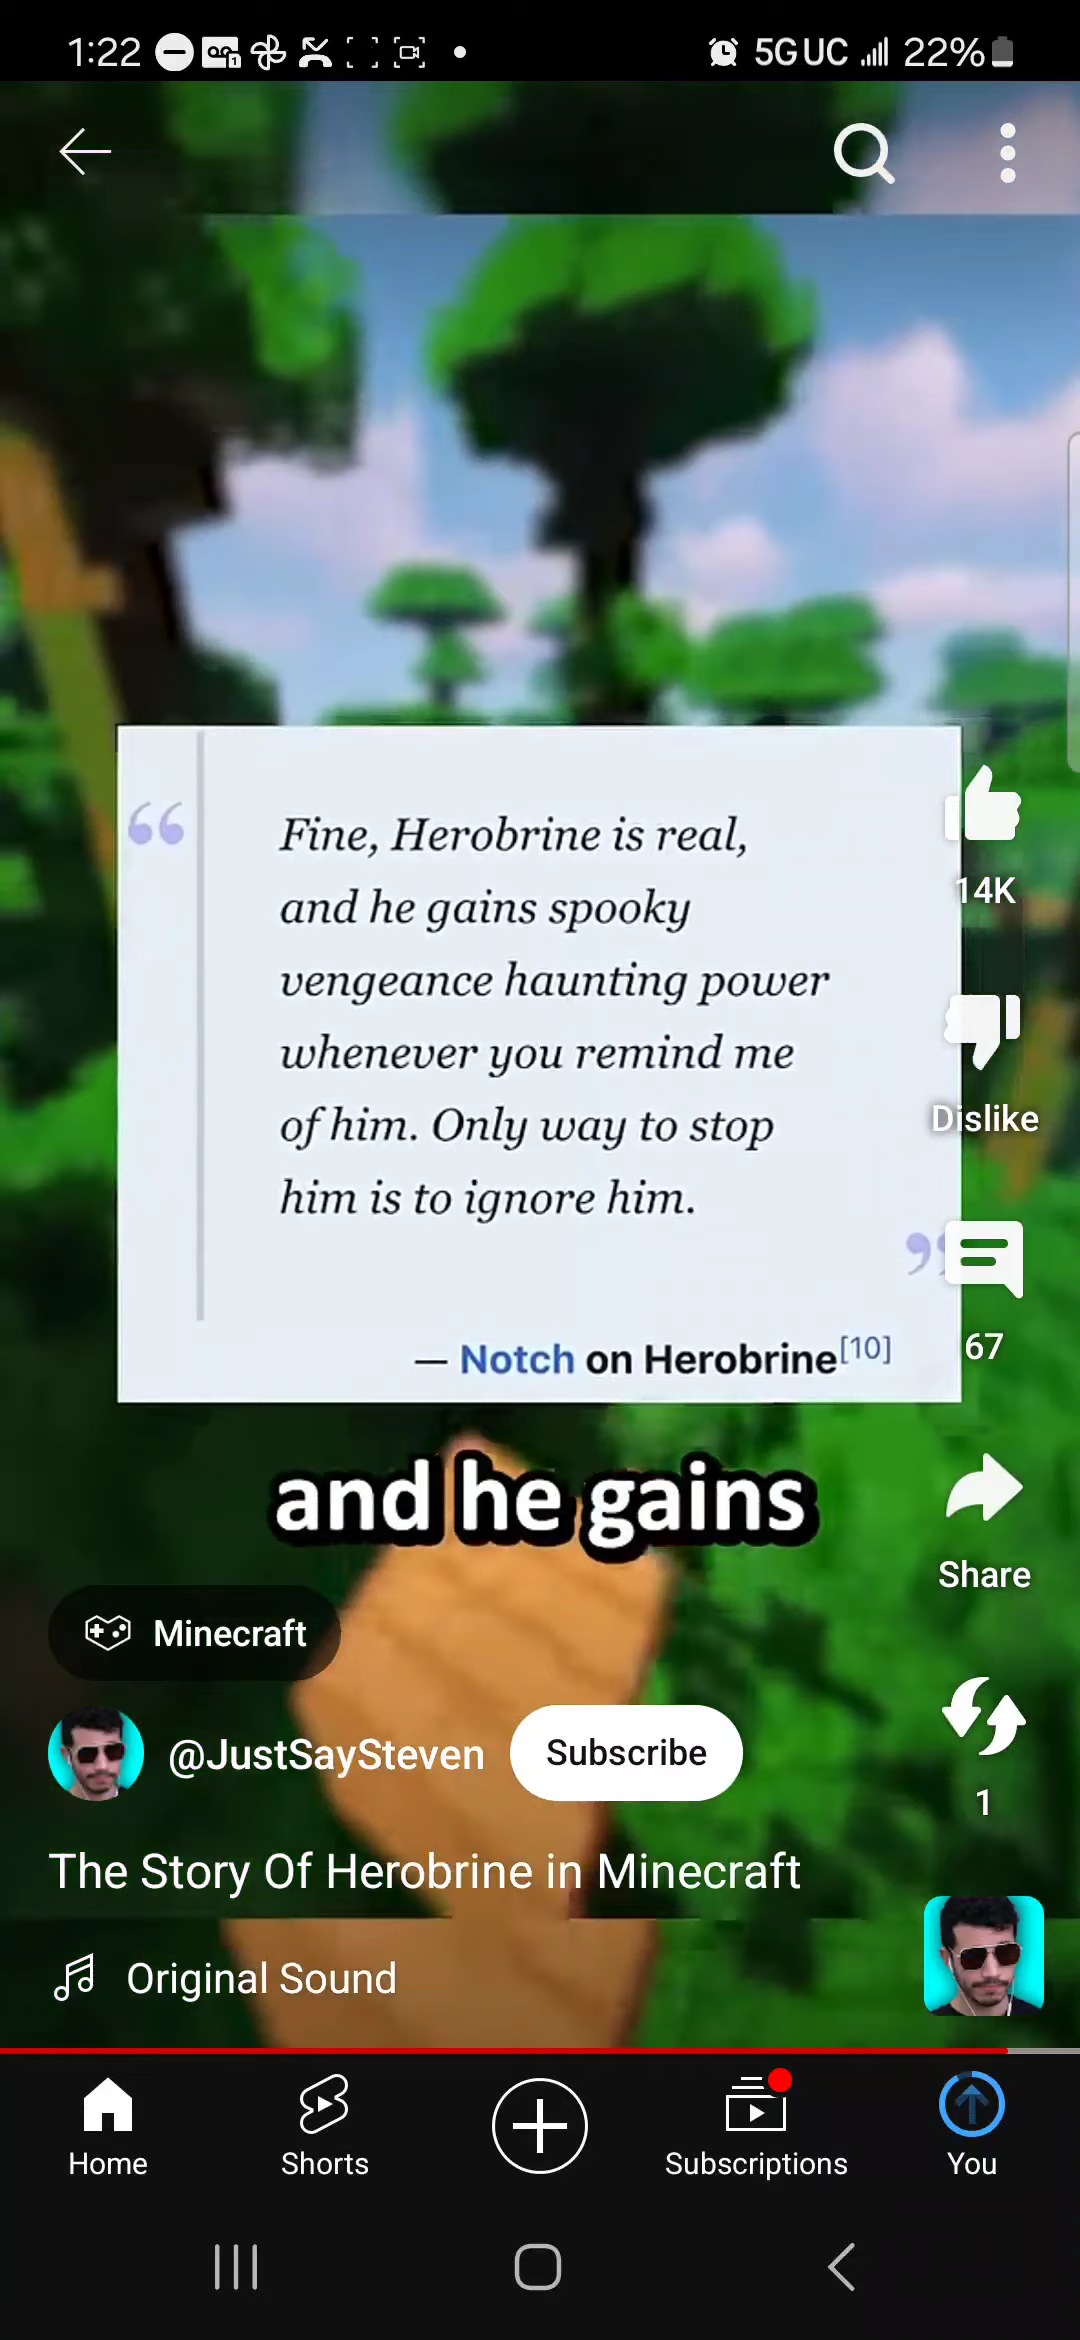 1:22
5G UC 22%
“
Fine, Herobrine is real,
and he gains spooky
vengeance haunting power
whenever you remind me
of him. Only way to stop
him is to ignore him.
”
— Notch on Herobrine[10]
14K
Dislike
67
and he gains
Share
Minecraft
@JustSaySteven Subscribe
1
The Story Of Herobrine in Minecraft
Original Sound
Home Shorts Subscriptions You